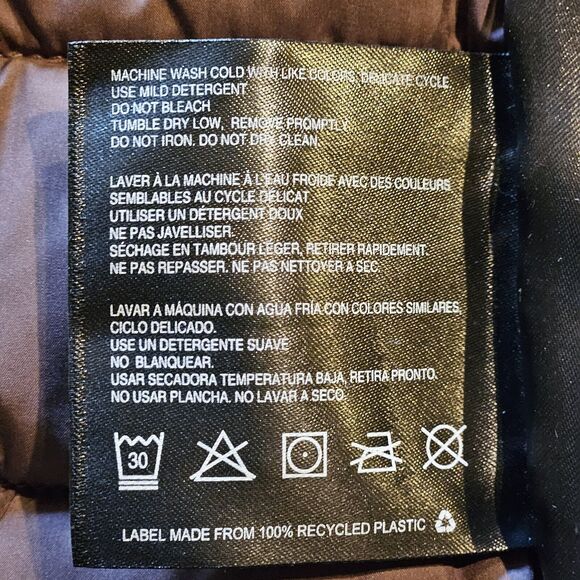 MACHINE WASH COLD WITH LIKE COLORS, DELICATE CYCLE
USE MILD DETERGENT
DO NOT BLEACH
TUMBLE DRY LOW, REMOVE PROMPTLY
DO NOT IRON. DO NOT DRY CLEAN.
LAVER À LA MACHINE À L'EAU FROIDE AVEC DES COULEURS
SEMBLABLES AU CYCLE DÉLICAT
UTILISER UN DÉTERGENT DOUX
NE PAS JAVELLISER.
SÉCHAGE EN TAMBOUR LÉGER, RETIRER RAPIDEMENT.
NE PAS REPASSER. NE PAS NETTOYER A SEC.
LAVAR A MÁQUINA CON AGUA FRÍA CON COLORES SIMILARES,
CICLO DELICADO.
USE UN DETERGENTE SUAVE
NO BLANQUEAR.
USAR SECADORA TEMPERATURA BAJA, RETIRA PRONTO.
NO USAR PLANCHA. NO LAVAR A SECO.
30
LABEL MADE FROM 100% RECYCLED PLASTIC